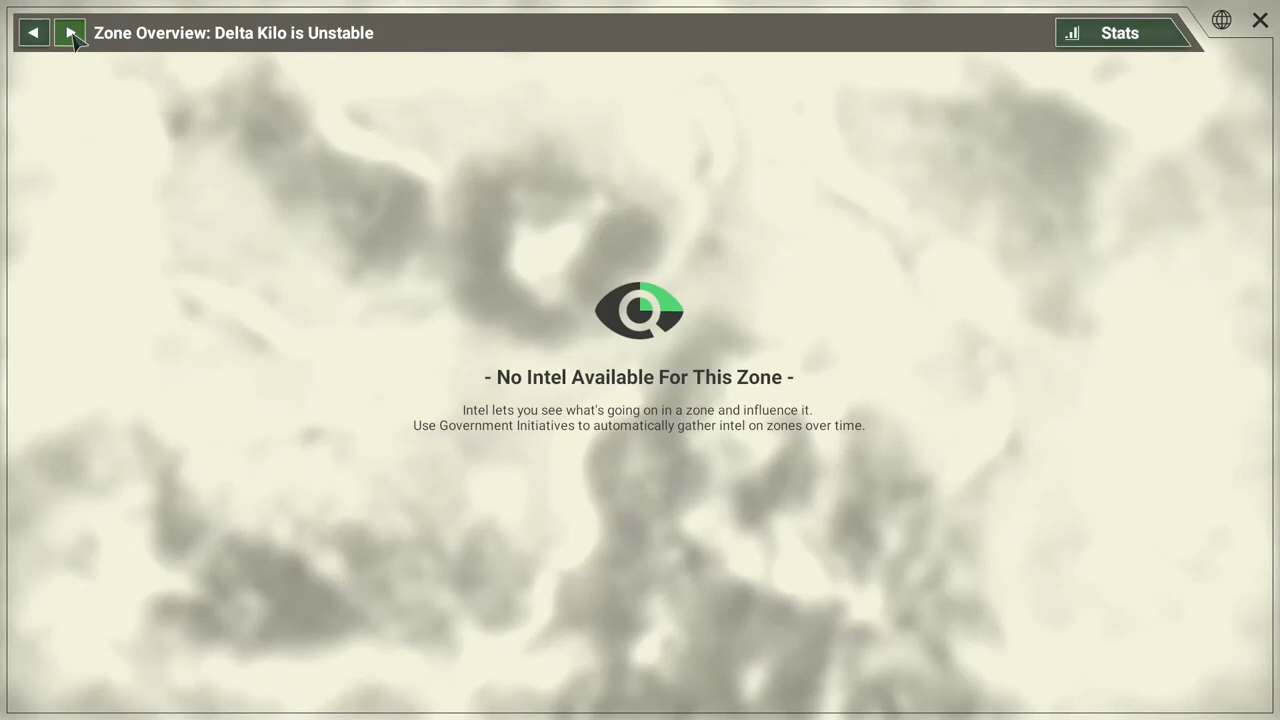 Zone Overview: Delta Kilo is Unstable
Stats
- No Intel Available For This Zone -
Intel lets you see what's going on in a zone and influence it.
Use Government Initiatives to automatically gather intel on zones over time.